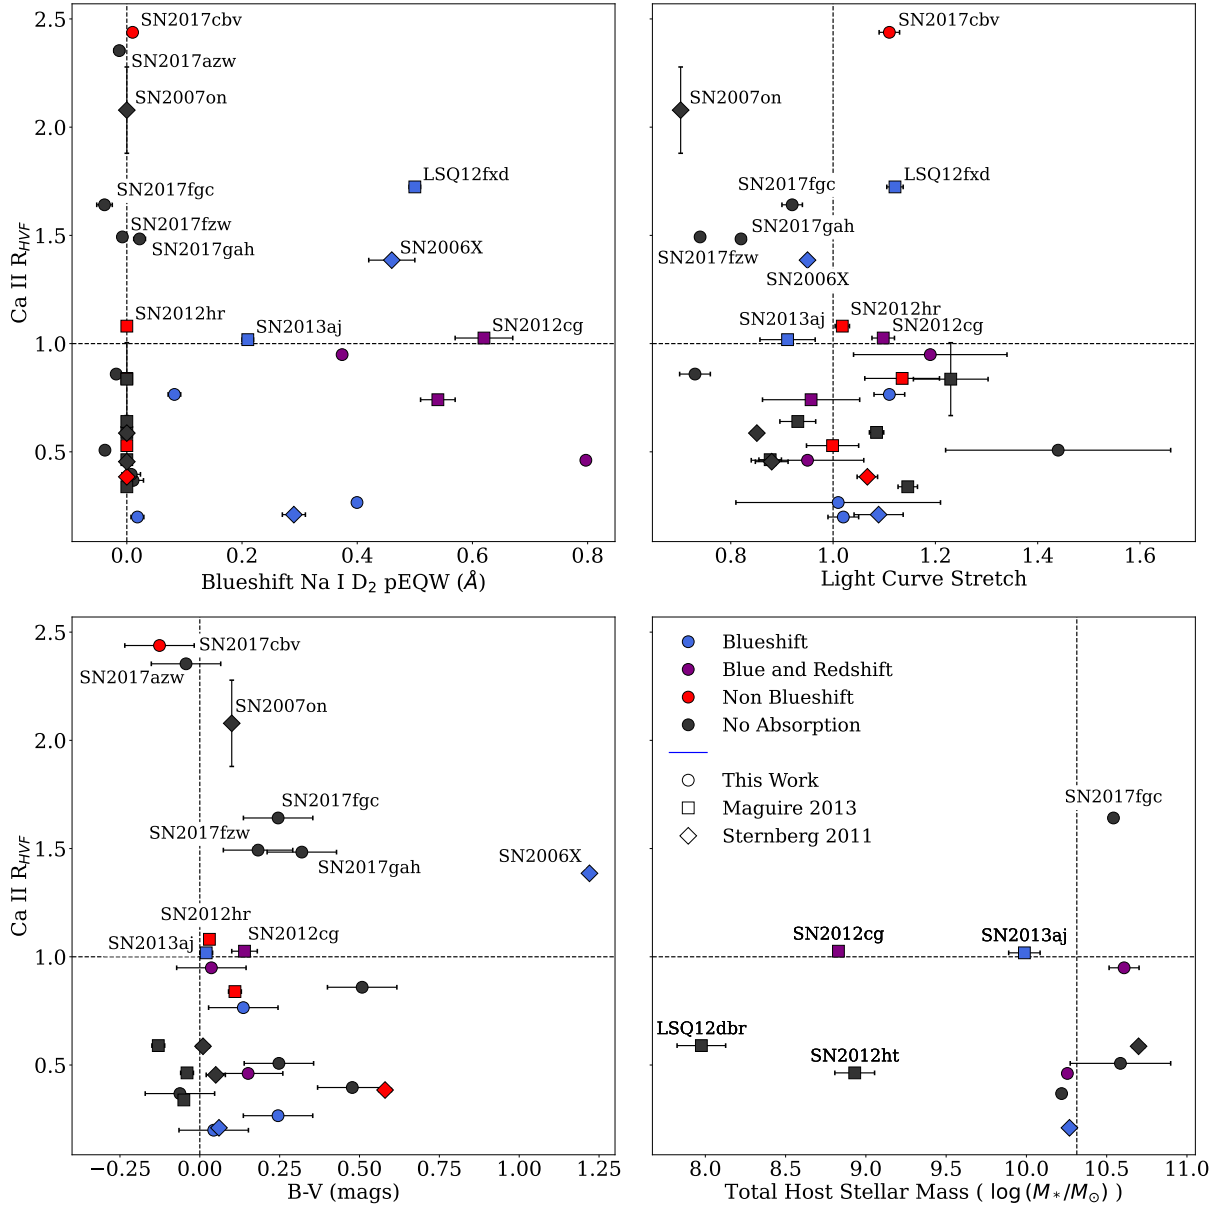 2.5
2.0
1.5
1.0
0.5
Ca II R_HVF
SN2017cbv
SN2017azw
SN2007on
SN2017fgc
SN2017fzw
SN2017gah
LSQ12fxd
SN2006X
SN2012hr
SN2013aj
SN2012cg
0.0 0.2 0.4 0.6 0.8
Blueshift Na I D₂ pEQW (Å)
SN2017cbv
SN2007on
LSQ12fxd
SN2017fgc
SN2017gah
SN2017fzw
SN2006X
SN2012hr
SN2013aj
SN2012cg
0.8 1.0 1.2 1.4 1.6
Light Curve Stretch
2.5
2.0
1.5
1.0
0.5
Ca II R_HVF
SN2017cbv
SN2017azw
SN2007on
SN2017fgc
SN2017fzw
SN2017gah
SN2006X
SN2012hr
SN2013aj
SN2012cg
−0.25 0.00 0.25 0.50 0.75 1.00 1.25
B-V (mags)
Blueshift
Blue and Redshift
Non Blueshift
No Absorption
This Work
Maguire 2013
Sternberg 2011
SN2017fgc
SN2012cg
SN2013aj
LSQ12dbr
SN2012ht
8.0 8.5 9.0 9.5 10.0 10.5 11.0
Total Host Stellar Mass ( log (M*/M☉) )